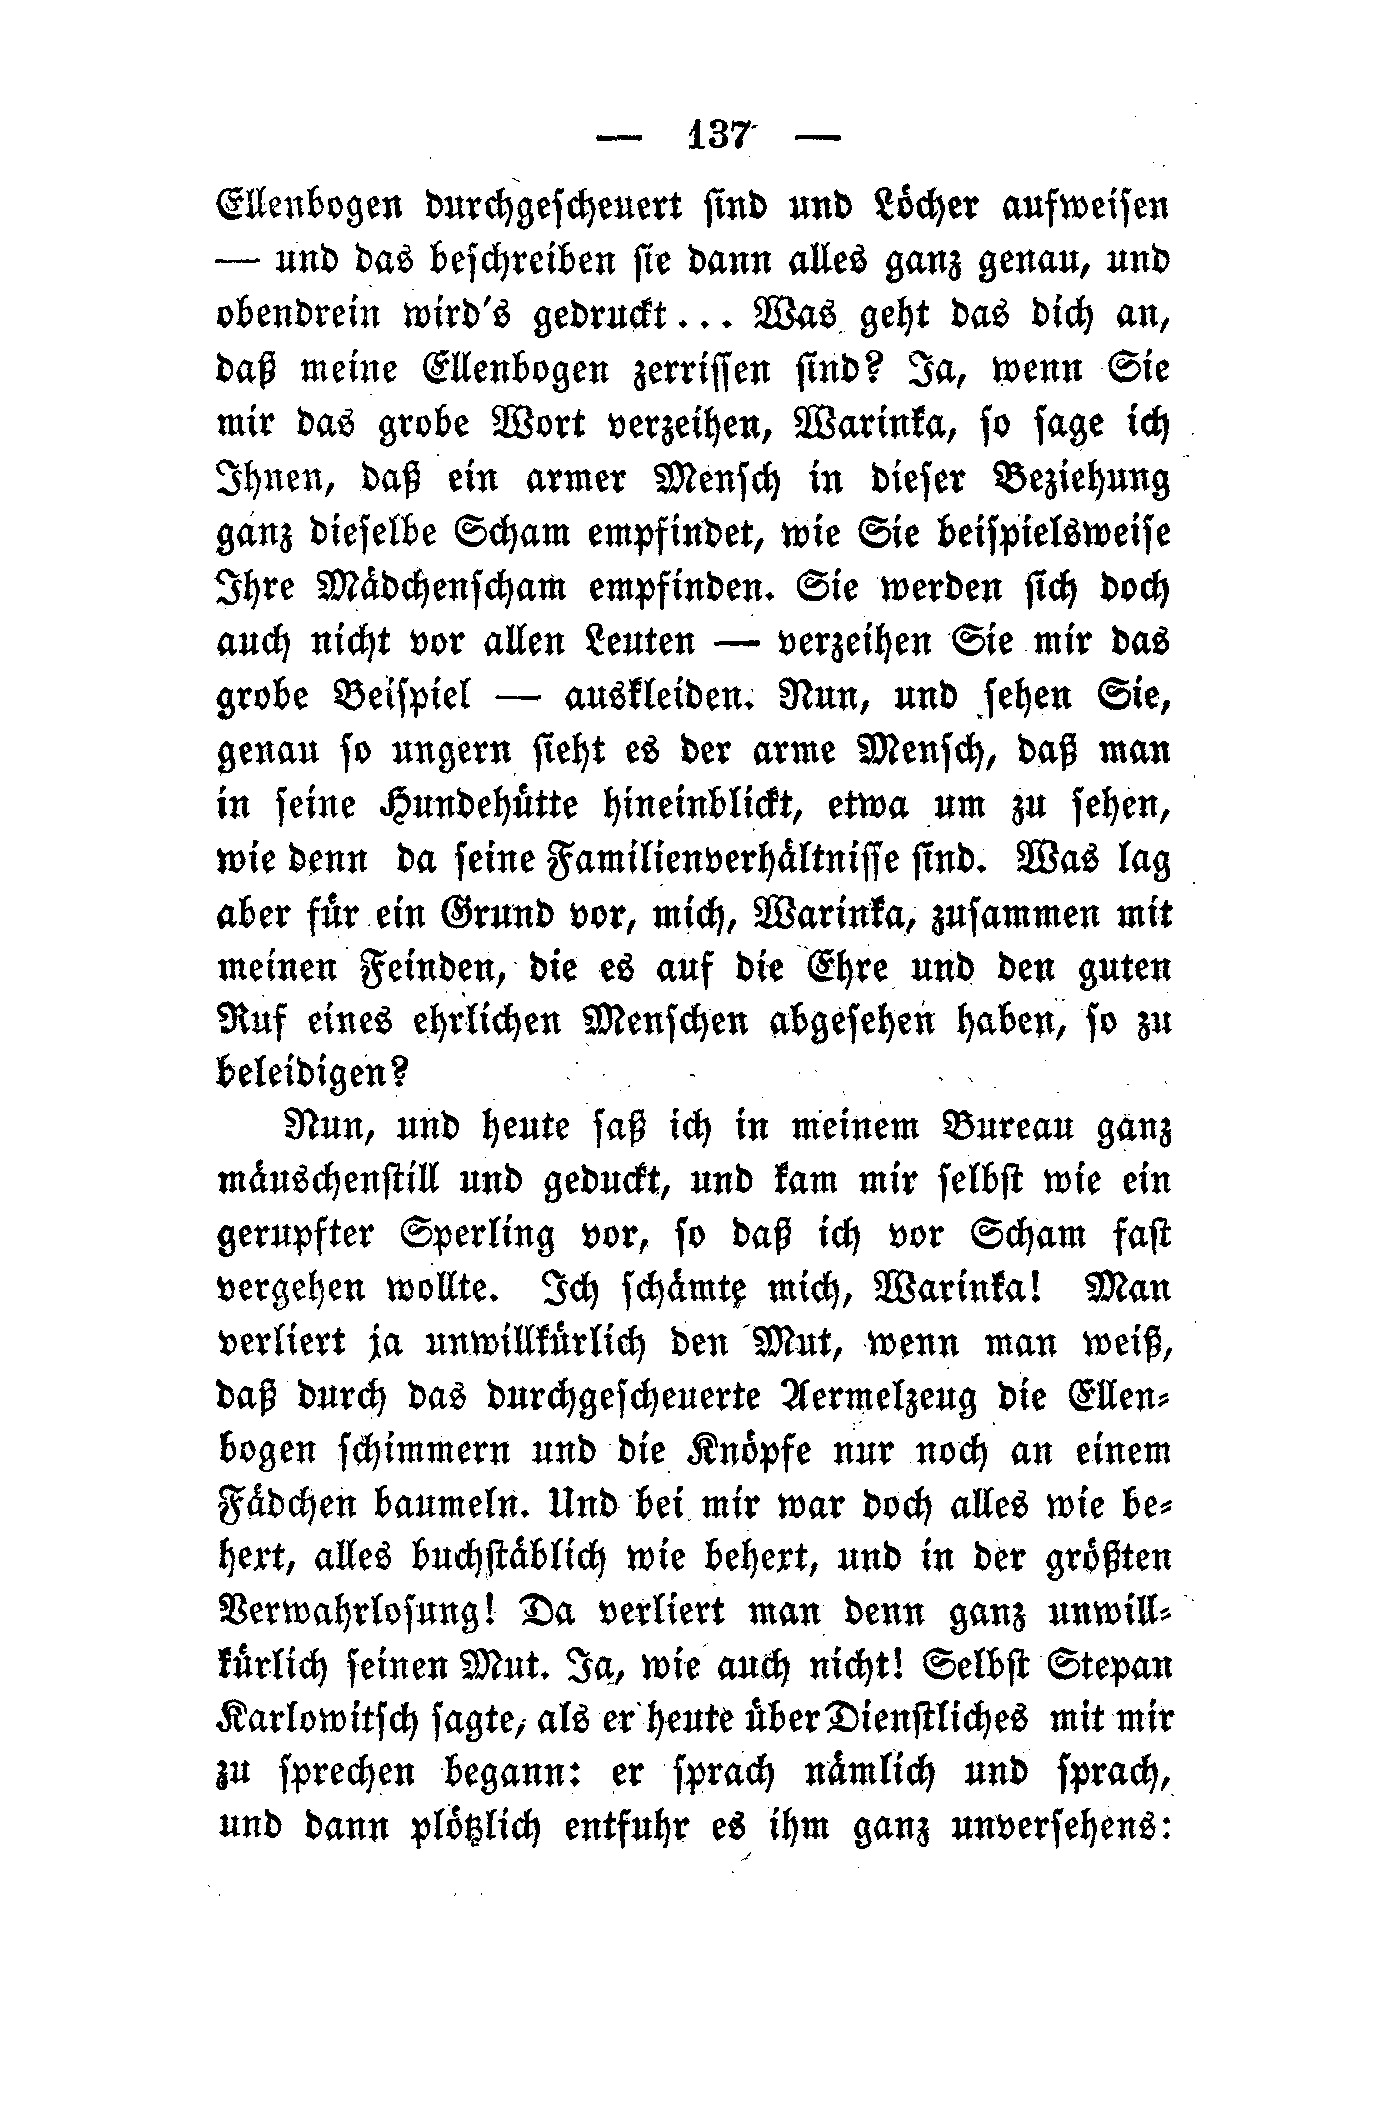 — 137 —
Ellenbogen durchgescheuert sind und Löcher aufweisen
— und das beschreiben sie dann alles ganz genau, und
obendrein wird's gedruckt... Was geht das dich an,
daß meine Ellenbogen zerrissen sind? Ja, wenn Sie
mir das grobe Wort verzeihen, Warinka, so sage ich
Ihnen, daß ein armer Mensch in dieser Beziehung
ganz dieselbe Scham empfindet, wie Sie beispielsweise
Ihre Mädchenscham empfinden. Sie werden sich doch
auch nicht vor allen Leuten — verzeihen Sie mir das
grobe Beispiel — auskleiden. Nun, und sehen Sie,
genau so ungern sieht es der arme Mensch, daß man
in seine Hundehütte hineinblickt, etwa um zu sehen,
wie denn da seine Familienverhältnisse sind. Was lag
aber für ein Grund vor, mich, Warinka, zusammen mit
meinen Feinden, die es auf die Ehre und den guten
Ruf eines ehrlichen Menschen abgesehen haben, so zu
beleidigen?
Nun, und heute saß ich in meinem Bureau ganz
mäuschenstill und geduckt, und kam mir selbst wie ein
gerupfter Sperling vor, so daß ich vor Scham fast
vergehen wollte. Ich schämte mich, Warinka! Man
verliert ja unwillkürlich den Mut, wenn man weiß,
daß durch das durchgescheuerte Aermelzeug die Ellen-
bogen schimmern und die Knöpfe nur noch an einem
Fädchen baumeln. Und bei mir war doch alles wie be-
hext, alles buchstäblich wie behext, und in der größten
Verwahrlosung! Da verliert man denn ganz unwill-
kürlich seinen Mut. Ja, wie auch nicht! Selbst Stepan
Karlowitsch sagte, als er heute über Dienstliches mit mir
zu sprechen begann: er sprach nämlich und sprach,
und dann plötzlich entfuhr es ihm ganz unversehens: